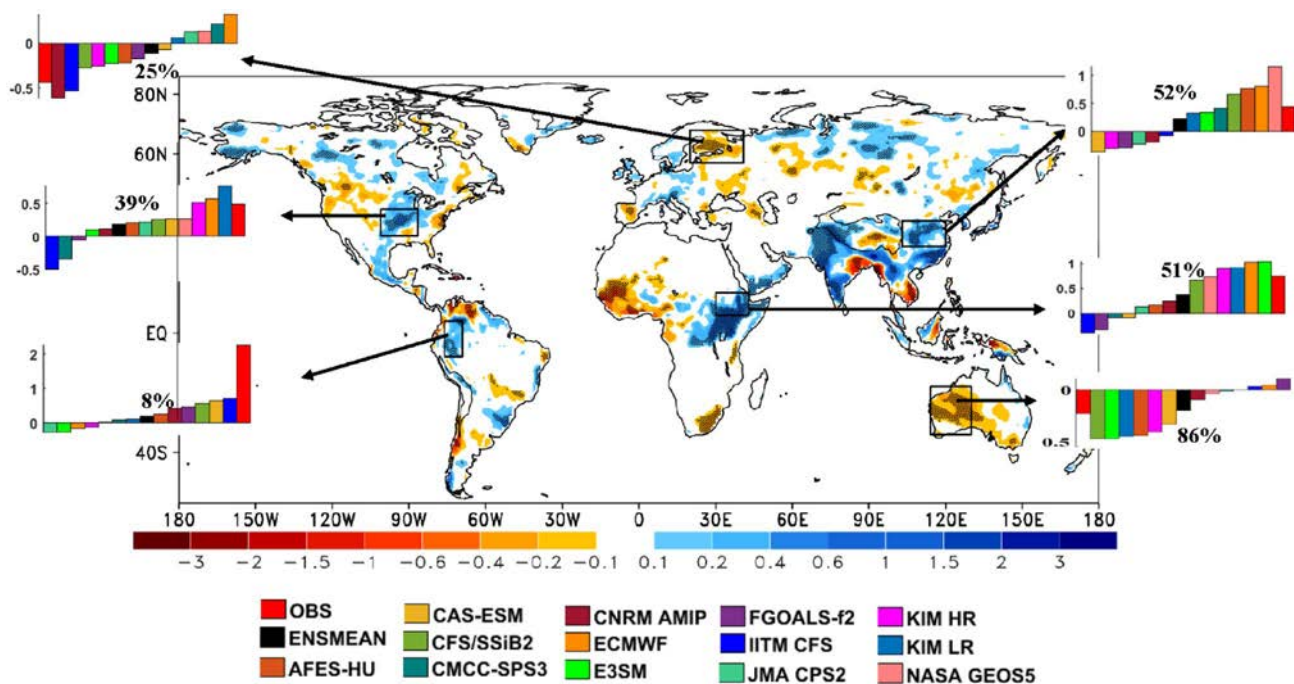 0
-0.5
25%
1
0.5
0
52%
80N
60N
EQ
40S
0.5
0
-0.5
39%
1
0.5
0
51%
2
1
0
8%
0
0.5
86%
180 150W 120W 90W 60W 30W 0 30E 60E 90E 120E 150E 180
-3 -2 -1.5 -1 -0.6 -0.4 -0.2 -0.1 0.1 0.2 0.4 0.6 1 1.5 2 3
OBS CAS-ESM CNRM AMIP FGOALS-f2 KIM HR
ENSMEAN CFS/SSiB2 ECMWF IITM CFS KIM LR
AFES-HU CMCC-SPS3 E3SM JMA CPS2 NASA GEOS5